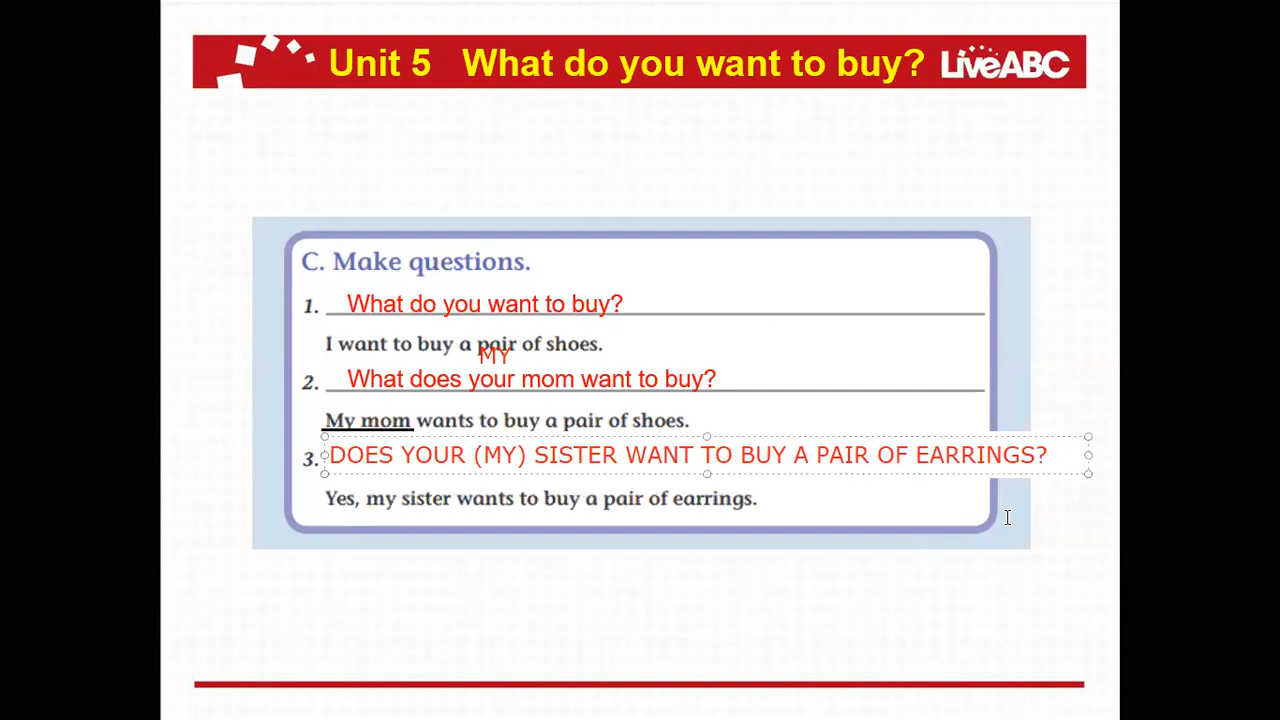 Unit 5 What do you want to buy? LiveABC
C. Make questions.
1. What do you want to buy?
I want to buy a pair of shoes.
MY
2. What does your mom want to buy?
My mom wants to buy a pair of shoes.
3. DOES YOUR (MY) SISTER WANT TO BUY A PAIR OF EARRINGS?
Yes, my sister wants to buy a pair of earrings.